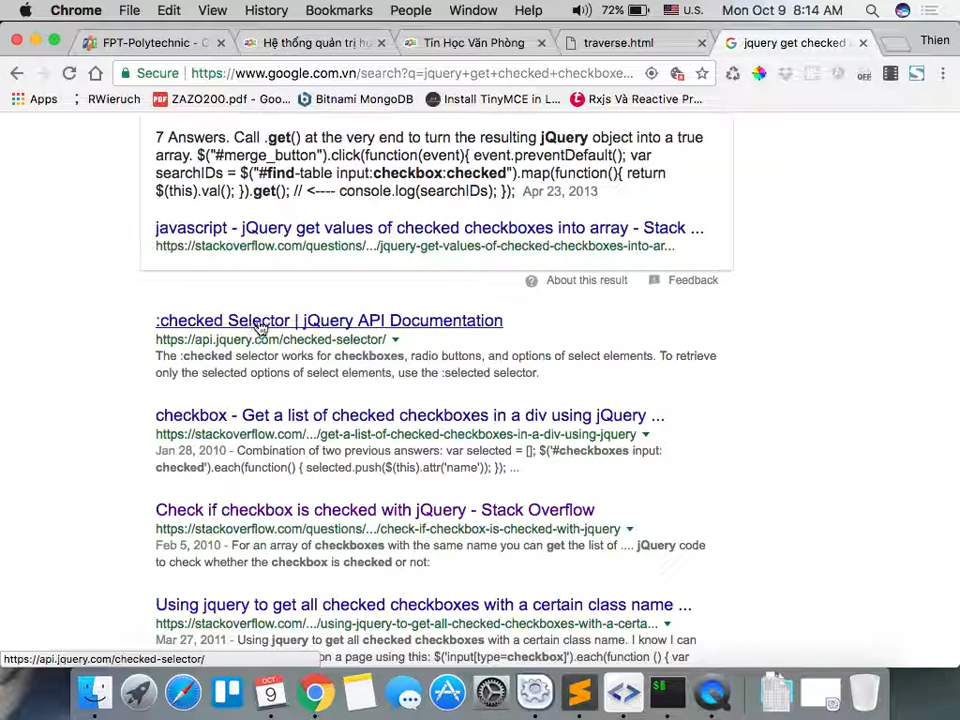 Chrome File Edit View History Bookmarks People Window Help 72% U.S. Mon Oct 9 8:14 AM
FPT-Polytechnic - C Hệ thống quản trị hu Tin Học Văn Phòng traverse.html jquery get checked Thien
Secure https://www.google.com.vn/search?q=jquery+get+checked+checkboxe...
Apps RWieruch ZAZO200.pdf - Goo... Bitnami MongoDB Install TinyMCE in L... Rxjs Và Reactive Pr...
7 Answers. Call .get() at the very end to turn the resulting jQuery object into a true
array. $("#merge_button").click(function(event){ event.preventDefault(); var
searchIDs = $("#find-table input:checkbox:checked").map(function(){ return
$(this).val(); }).get(); // <---- console.log(searchIDs); }); Apr 23, 2013
javascript - jQuery get values of checked checkboxes into array - Stack ...
https://stackoverflow.com/questions/.../jquery-get-values-of-checked-checkboxes-into-ar...
About this result Feedback
:checked Selector | jQuery API Documentation
https://api.jquery.com/checked-selector/
The :checked selector works for checkboxes, radio buttons, and options of select elements. To retrieve
only the selected options of select elements, use the :selected selector.
checkbox - Get a list of checked checkboxes in a div using jQuery ...
https://stackoverflow.com/.../get-a-list-of-checked-checkboxes-in-a-div-using-jquery
Jan 28, 2010 - Combination of two previous answers: var selected = []; $('#checkboxes input:
checked').each(function() { selected.push($(this).attr('name')); }); ...
Check if checkbox is checked with jQuery - Stack Overflow
https://stackoverflow.com/questions/.../check-if-checkbox-is-checked-with-jquery
Feb 5, 2010 - For an array of checkboxes with the same name you can get the list of .... jQuery code
to check whether the checkbox is checked or not:
Using jquery to get all checked checkboxes with a certain class name ...
https://stackoverflow.com/.../using-jquery-to-get-all-checked-checkboxes-with-a-certa...
Mar 27, 2011 - Using jquery to get all checked checkboxes with a certain class name. I know I can
https://api.jquery.com/checked-selector/ on a page using this: $('input[type=checkbox]').each(function () { var
OCT
9